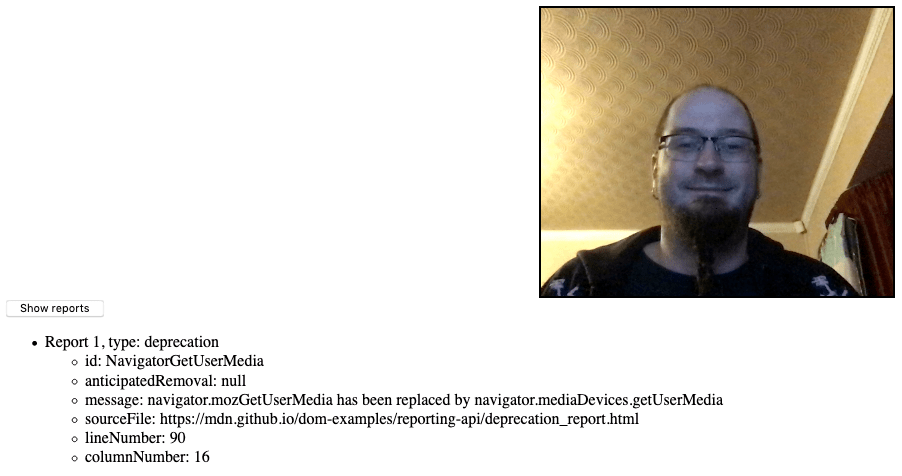 Show reports
Report 1, type: deprecation
id: NavigatorGetUserMedia
anticipatedRemoval: null
message: navigator.mozGetUserMedia has been replaced by navigator.mediaDevices.getUserMedia
sourceFile: https://mdn.github.io/dom-examples/reporting-api/deprecation_report.html
lineNumber: 90
columnNumber: 16